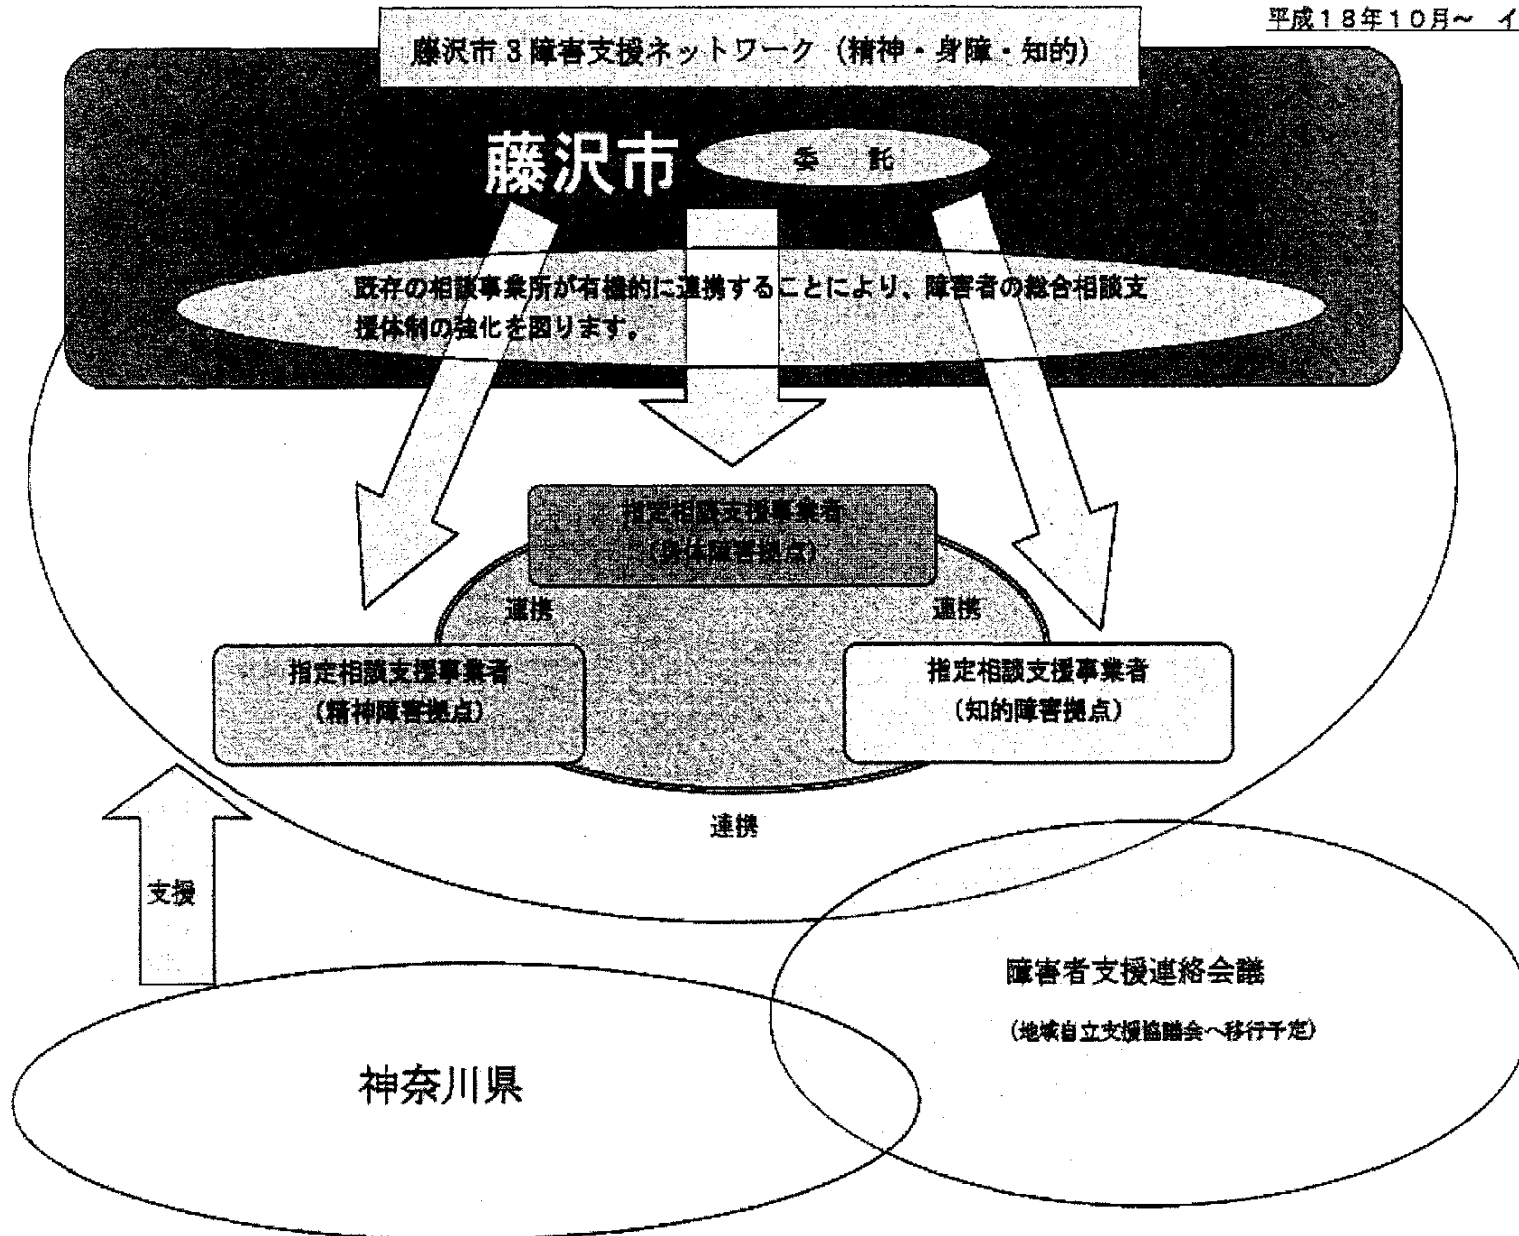 平成18年10月~ イ
藤沢市3障害支援ネットワーク(精神・身障・知的)
藤沢市
委 託
既存の相談事業所が有機的に連携することにより、障害者の総合相談支
援体制の強化を図ります。
指定相談支援事業者
(身体障害拠点)
連携
連携
指定相談支援事業者
(精神障害拠点)
指定相談支援事業者
(知的障害拠点)
連携
支援
障害者支援連絡会議
(地域自立支援協議会へ移行予定)
神奈川県